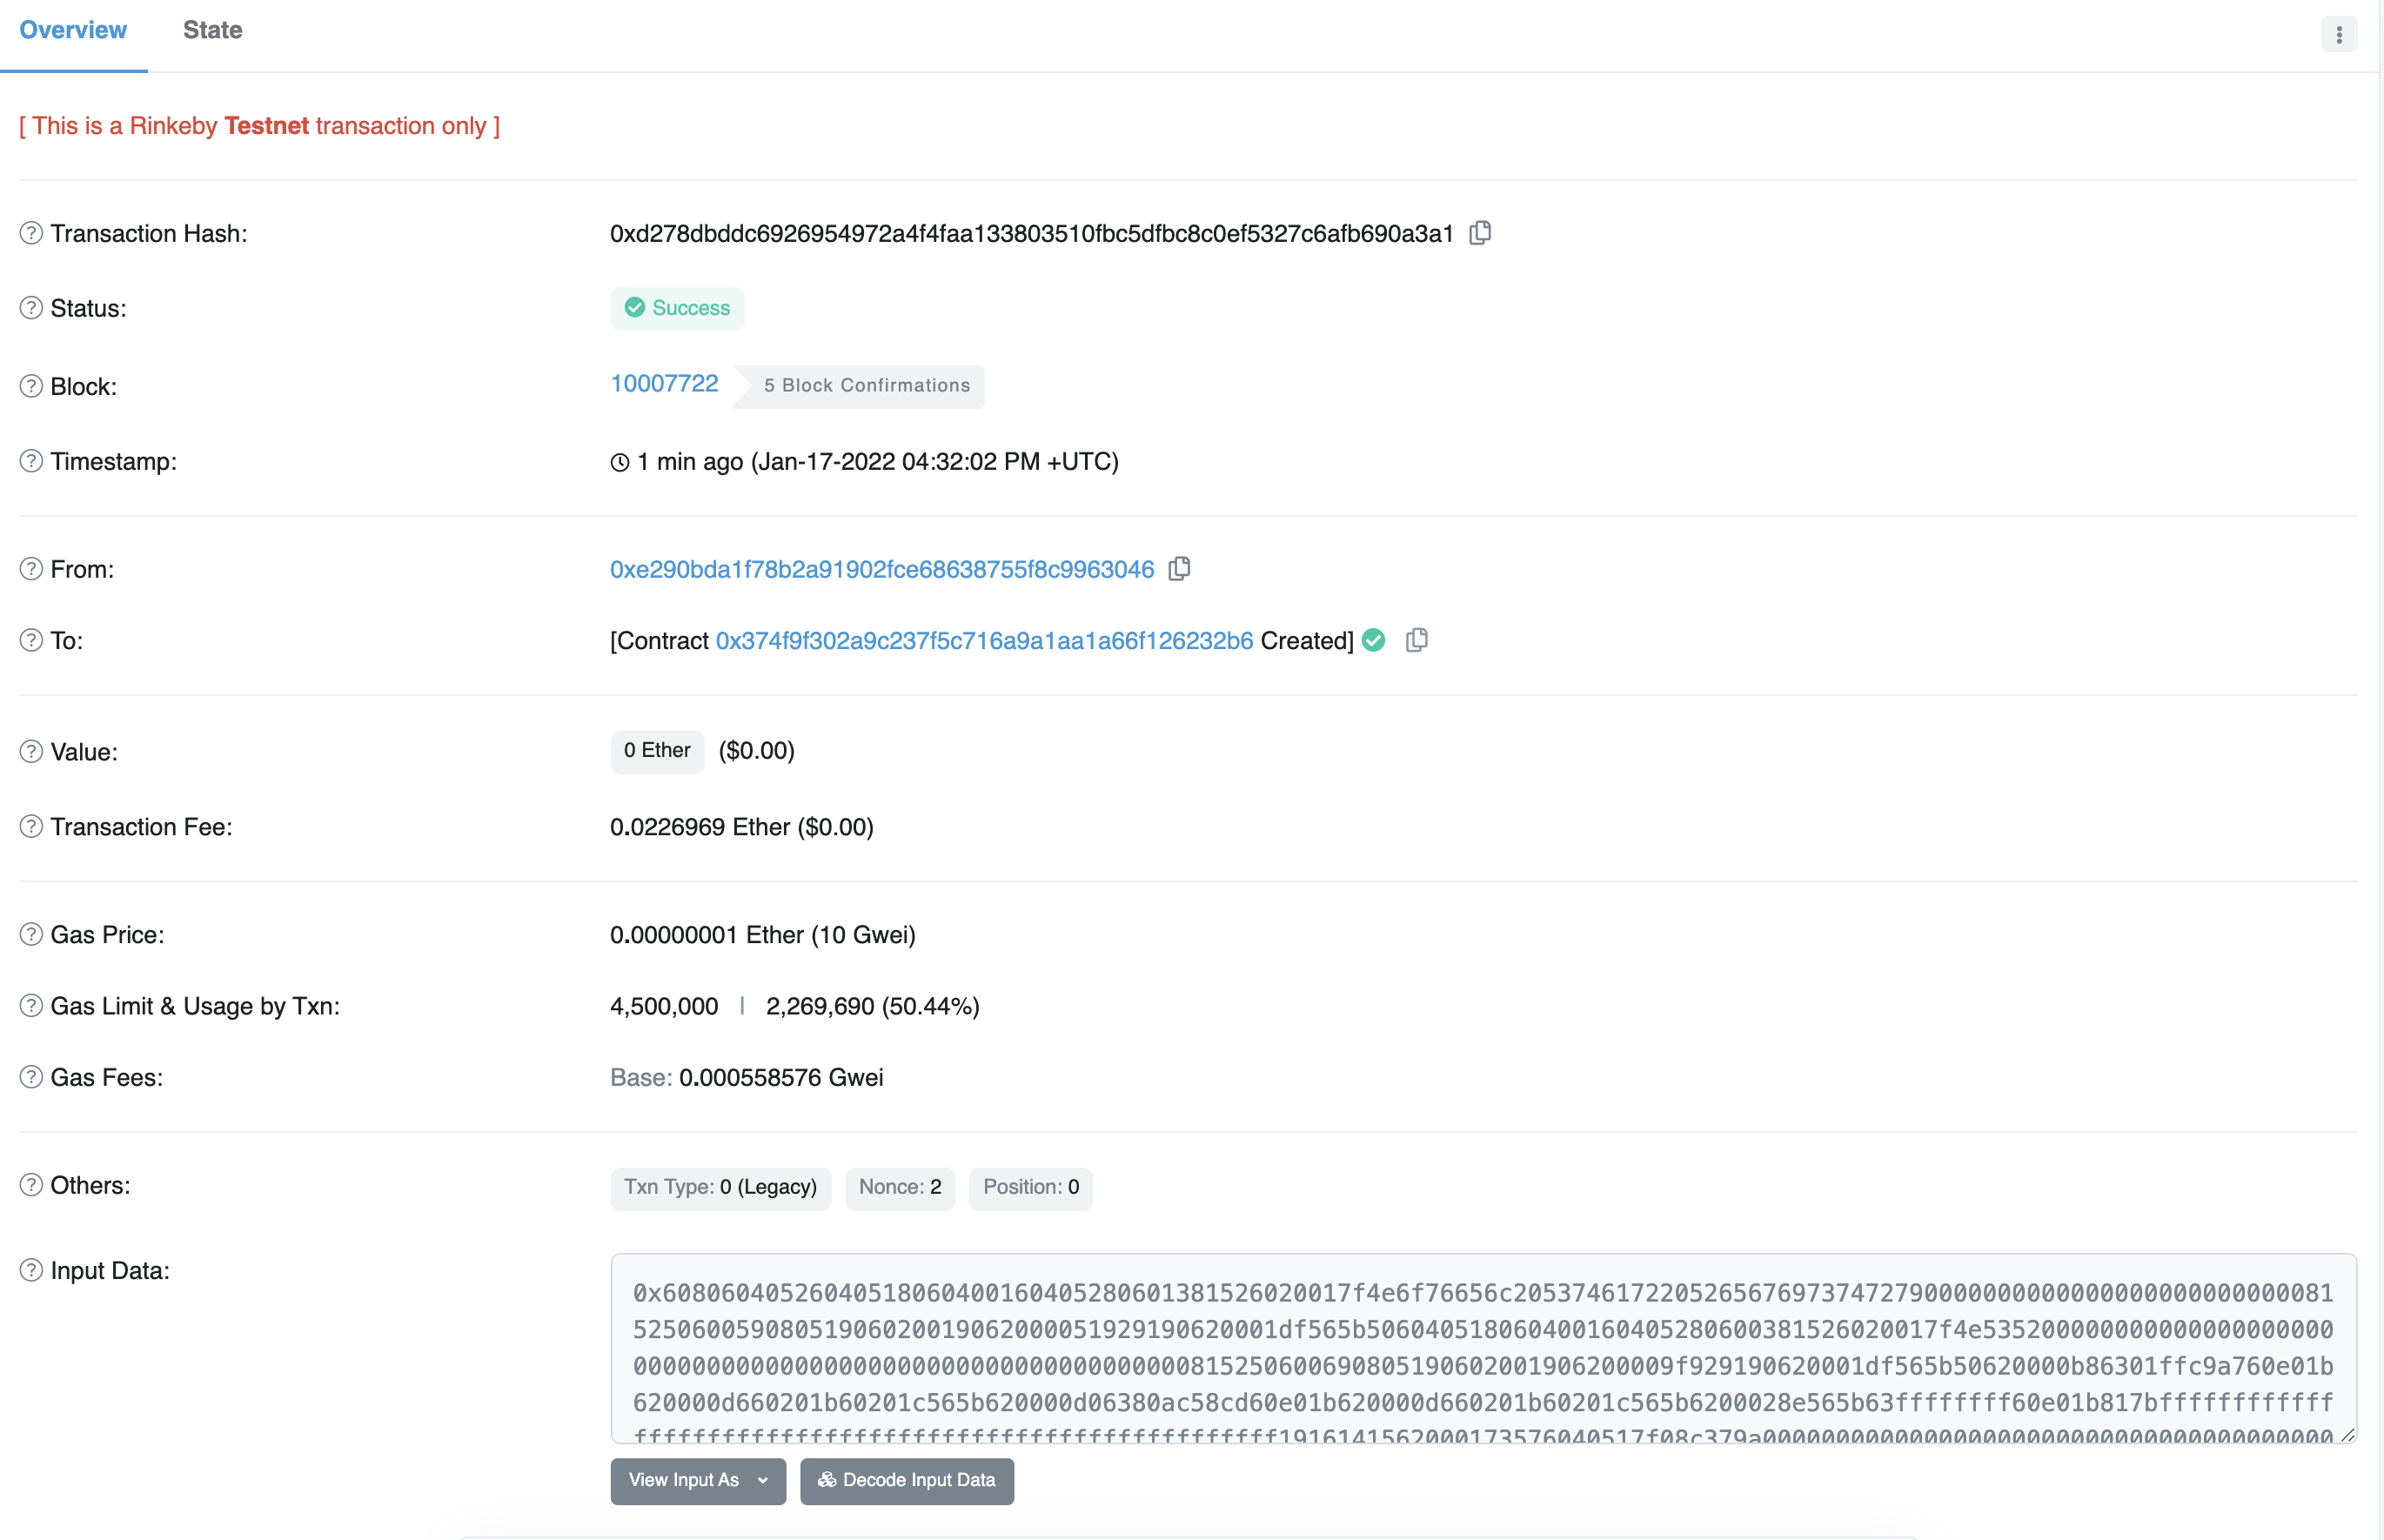 Overview State
[ This is a Rinkeby Testnet transaction only ]
Transaction Hash: 0xd278dbddc6926954972a4f4faa133803510fbc5dfbc8c0ef5327c6afb690a3a1
Status: Success
Block: 10007722 5 Block Confirmations
Timestamp: 1 min ago (Jan-17-2022 04:32:02 PM +UTC)
From: 0xe290bda1f78b2a91902fce68638755f8c9963046
To: [Contract 0x374f9f302a9c237f5c716a9a1aa1a66f126232b6 Created]
Value: 0 Ether ($0.00)
Transaction Fee: 0.0226969 Ether ($0.00)
Gas Price: 0.00000001 Ether (10 Gwei)
Gas Limit & Usage by Txn: 4,500,000 | 2,269,690 (50.44%)
Gas Fees: Base: 0.000558576 Gwei
Others: Txn Type: 0 (Legacy) Nonce: 2 Position: 0
Input Data:
View Input As Decode Input Data